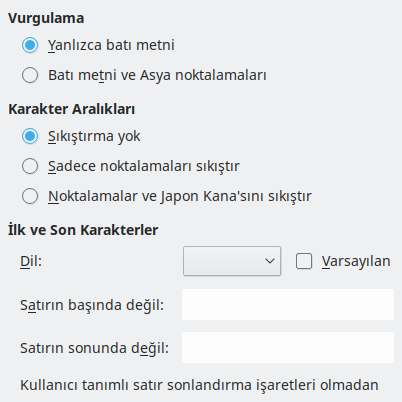 Vurgulama
Yanlızca batı metni
Batı metni ve Asya noktalamaları
Karakter Aralıkları
Sıkıştırma yok
Sadece noktalamaları sıkıştır
Noktalamalar ve Japon Kana'sını sıkıştır
İlk ve Son Karakterler
Dil:
Varsayılan
Satırın başında değil:
Satırın sonunda değil:
Kullanıcı tanımlı satır sonlandırma işaretleri olmadan